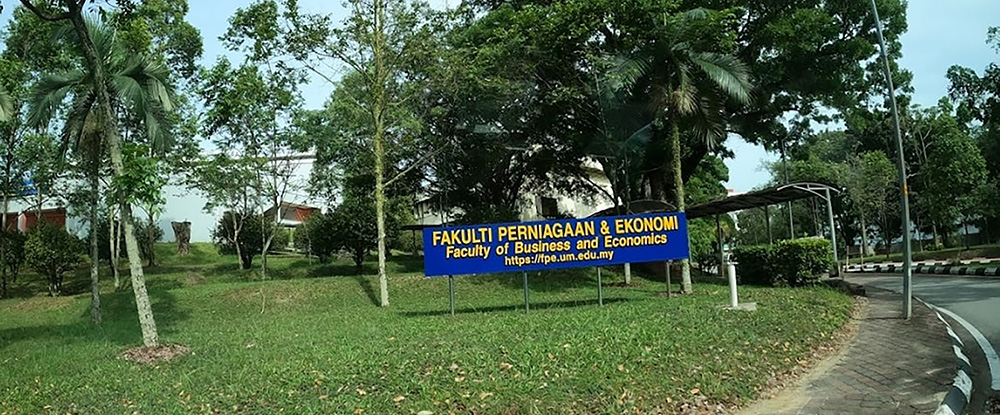 FAKULTI PERNIAGAAN & EKONOMI
Faculty of Business and Economics
https://fpe.um.edu.my